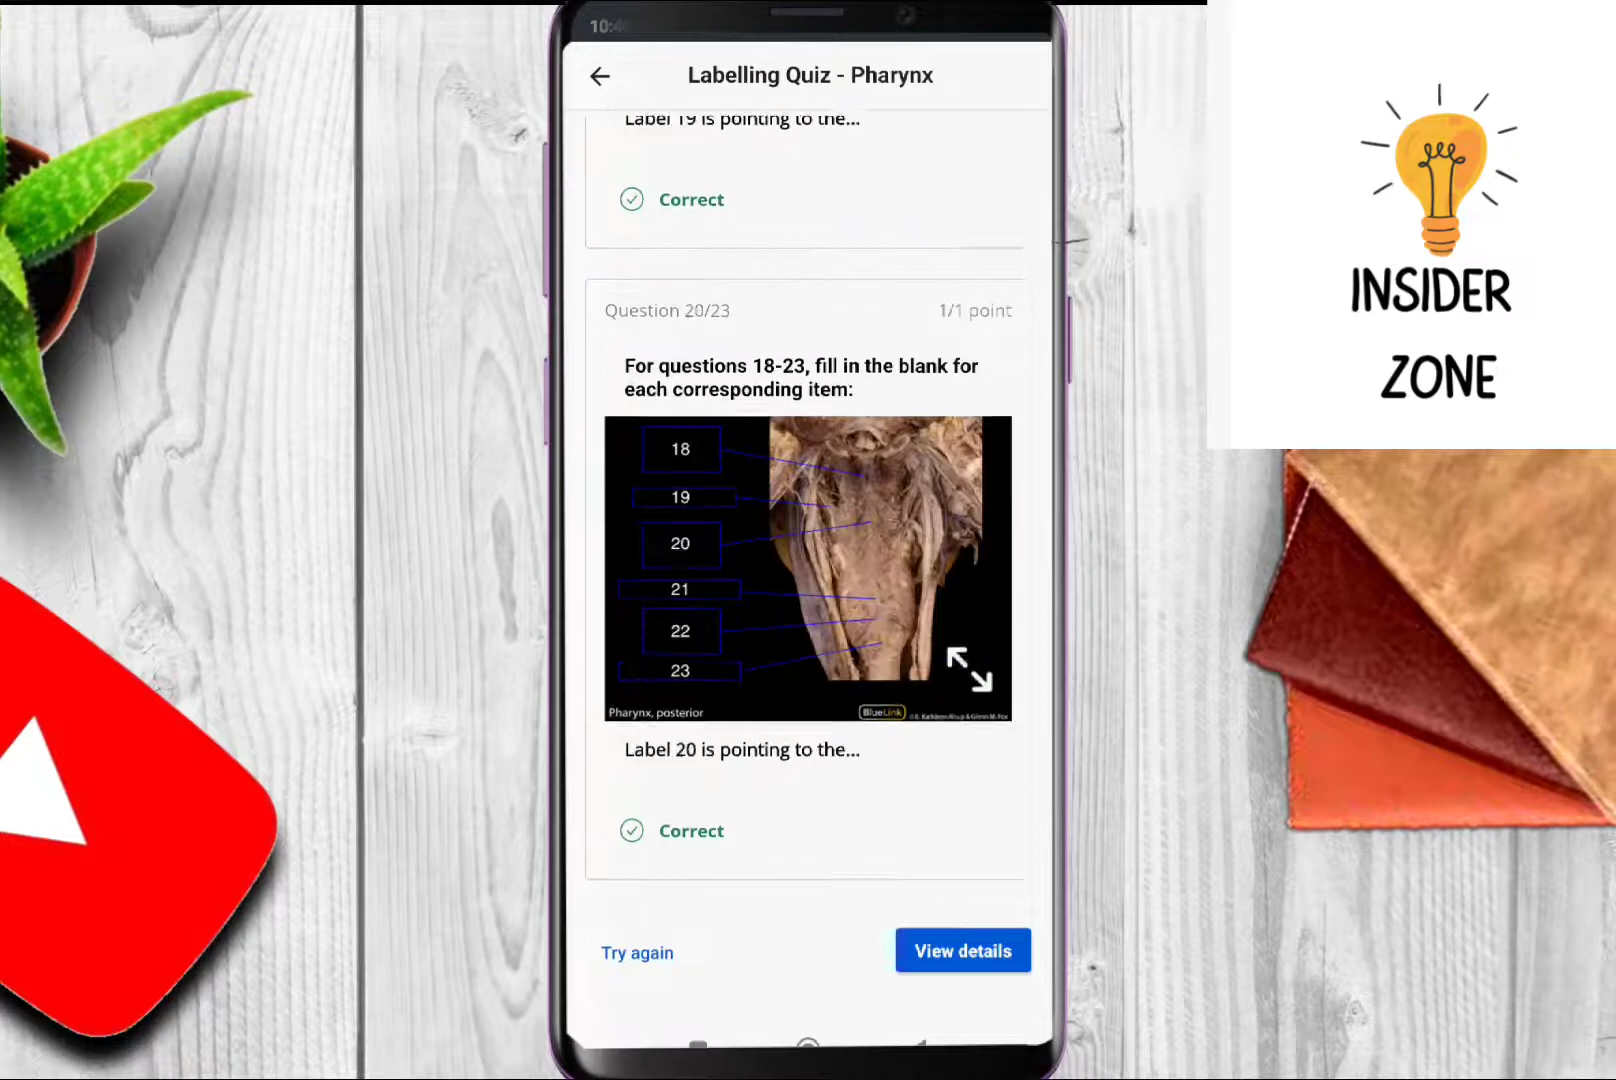 Labelling Quiz - Pharynx
Label 19 is pointing to the...
Correct
Question 20/23
1/1 point
For questions 18-23, fill in the blank for
each corresponding item:
18
19
20
21
22
23
Pharynx, posterior
BlueLink
Label 20 is pointing to the...
Correct
Try again
View details
INSIDER
ZONE